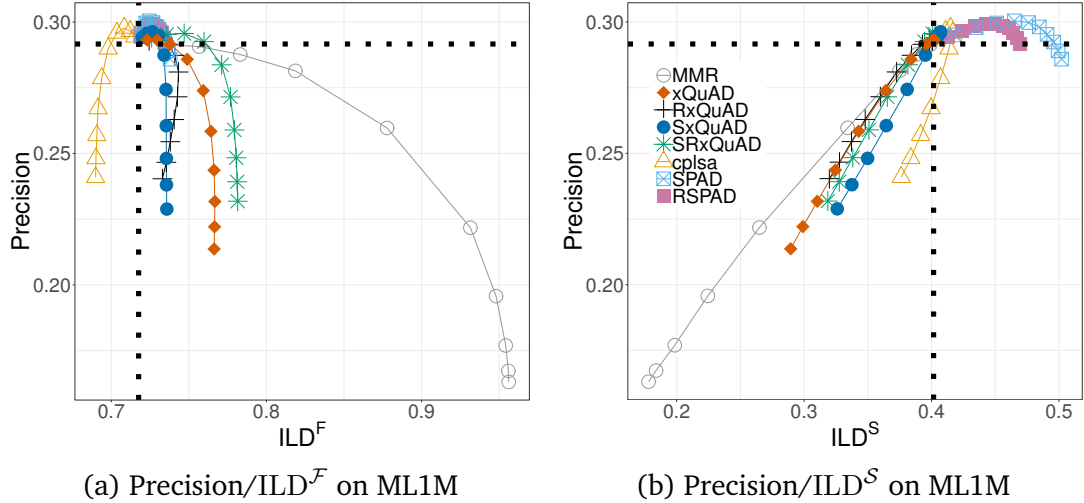 0.30
0.25
0.20
Precision
0.7
0.8
0.9
ILD^F
(a) Precision/ILD^ℱ on ML1M
0.30
0.25
0.20
Precision
MMR
xQuAD
RxQuAD
SxQuAD
SRxQuAD
cplsa
SPAD
RSPAD
0.2
0.3
0.4
0.5
ILD^S
(b) Precision/ILD^𝒮 on ML1M